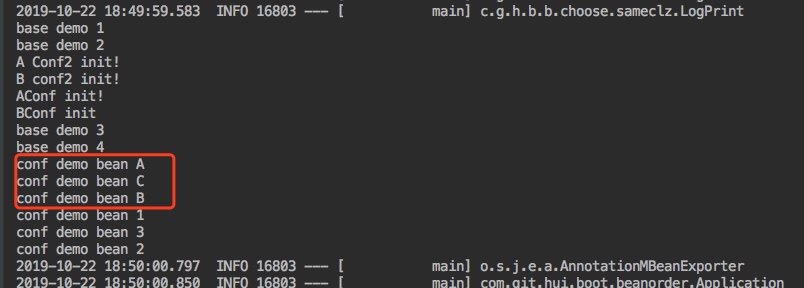 2019-10-22 18:49:59.583  INFO 16803 --- [           main] c.g.h.b.b.choose.sameclz.LogPrint
base demo 1
base demo 2
A Conf2 init!
B conf2 init!
AConf init!
BConf init
base demo 3
base demo 4
conf demo bean A
conf demo bean C
conf demo bean B
conf demo bean 1
conf demo bean 3
conf demo bean 2
2019-10-22 18:50:00.797  INFO 16803 --- [           main] o.s.j.e.a.AnnotationMBeanExporter
2019-10-22 18:50:00.850  INFO 16803 --- [           main] com.git.hui.boot.beanorder.Application